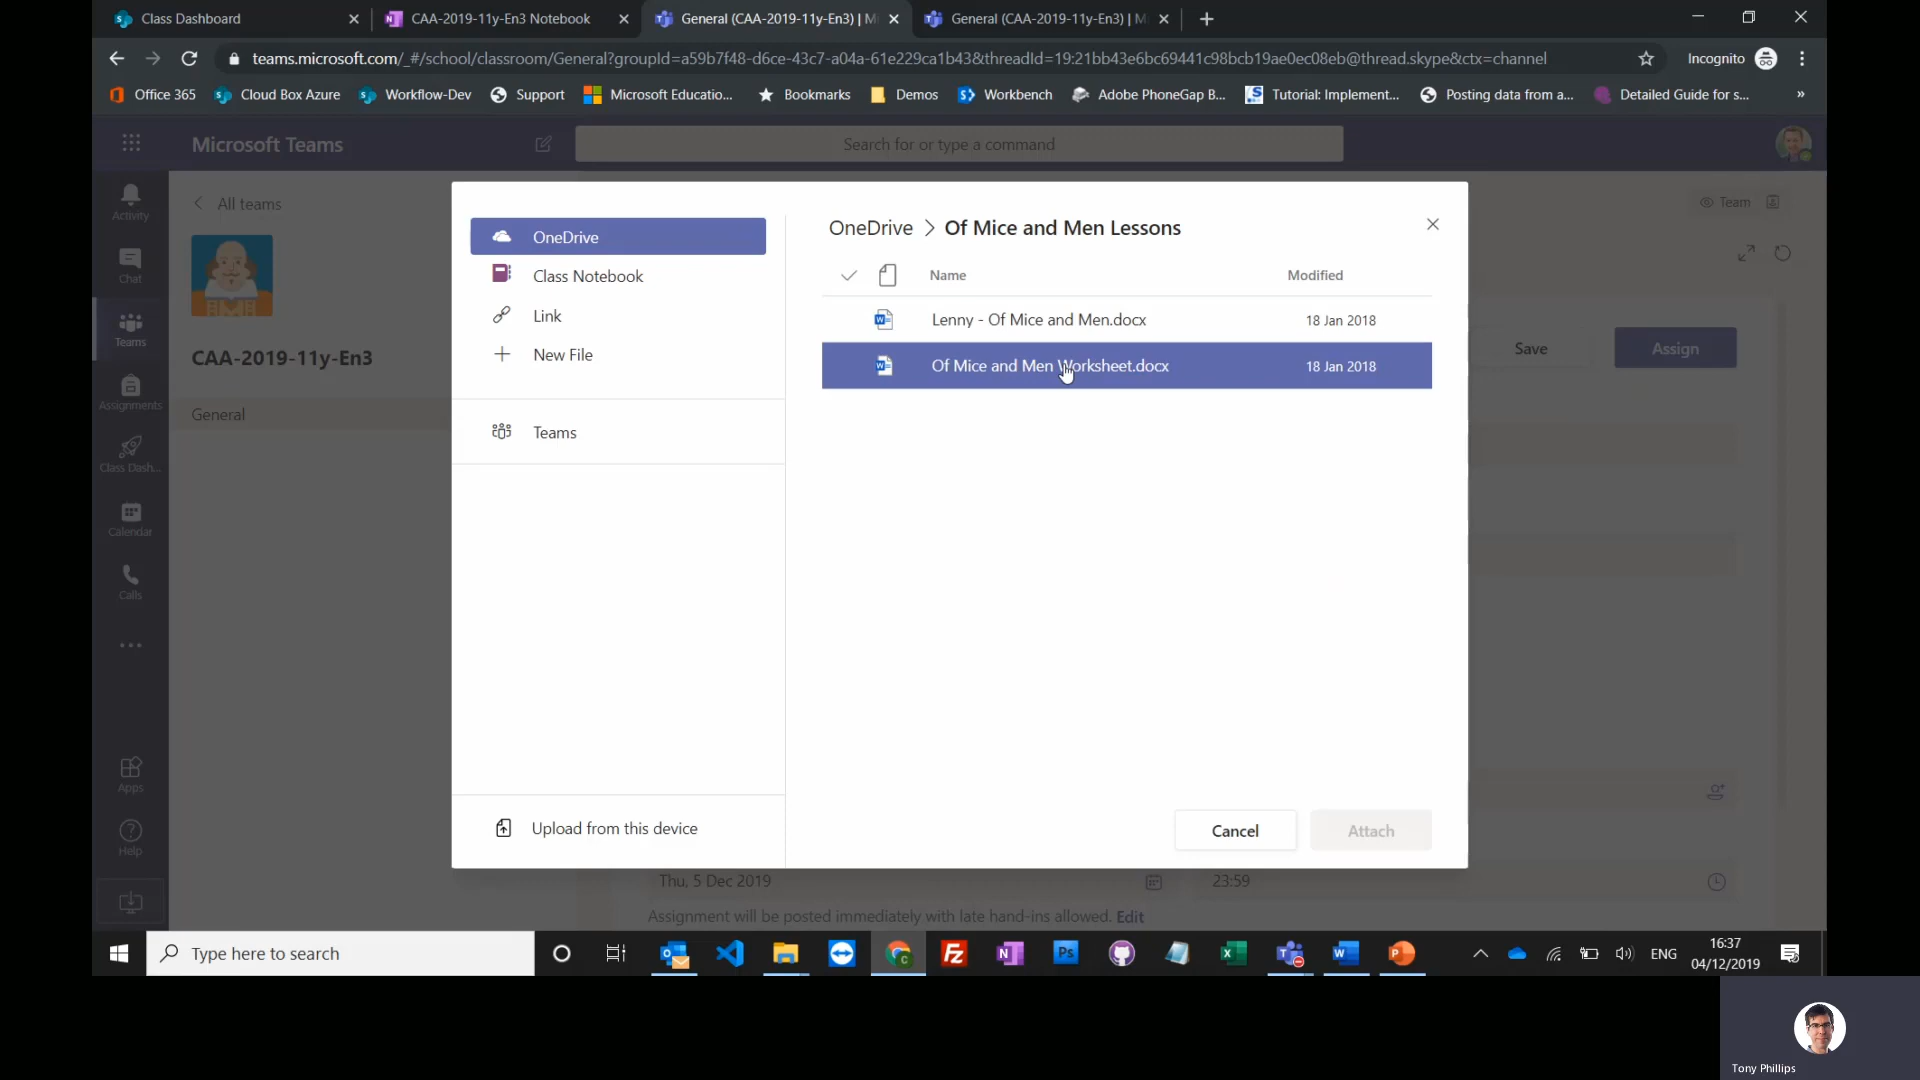 Class Dashboard
CAA-2019-11y-En3 Notebook
General (CAA-2019-11y-En3) | Mi
General (CAA-2019-11y-En3) | M
teams.microsoft.com/_#/school/classroom/General?groupId=a59b7f48-d6ce-43c7-a04a-61e229ca1b43&threadId=19:21bb43e6bc69441c98bcb19ae0ec08eb@thread.skype&ctx=channel
Incognito
Office 365
Cloud Box Azure
Workflow-Dev
Support
Microsoft Educatio...
Bookmarks
Demos
Workbench
Adobe PhoneGap B...
Tutorial: Implement...
Posting data from a...
Detailed Guide for s...
»
Microsoft Teams
Search for or type a command
Activity
Chat
Teams
Assignments
Class Dash...
Calendar
Calls
Apps
Help
All teams
CAA-2019-11y-En3
General
Team
Save
Assign
OneDrive
Class Notebook
Link
New File
Teams
Upload from this device
OneDrive > Of Mice and Men Lessons
Name
Modified
Lenny - Of Mice and Men.docx
18 Jan 2018
Of Mice and Men Worksheet.docx
18 Jan 2018
Cancel
Attach
Thu, 5 Dec 2019
23:59
Assignment will be posted immediately with late hand-ins allowed. Edit
Type here to search
ENG
16:37
04/12/2019
Tony Phillips